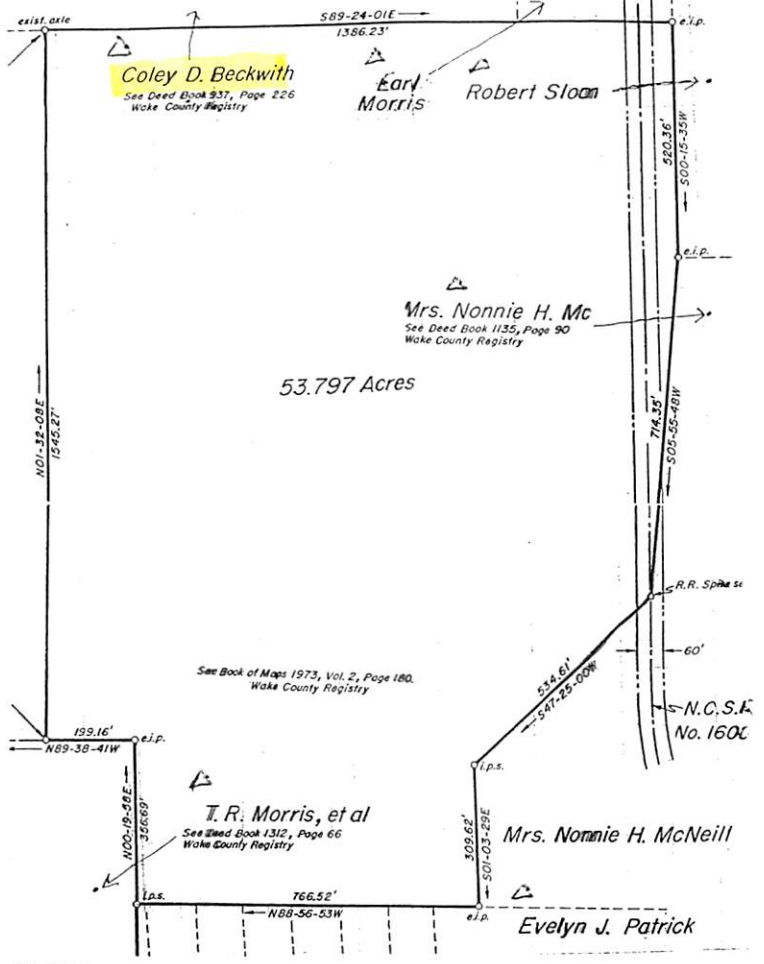 exist. axle
S89-24-01E
1386.23'
e.i.p.
Coley D. Beckwith
See Deed Book 937, Page 226
Wake County Registry
Earl
Morris
Robert Sloan
520.36'
S00-15-35W
e.i.p.
Mrs. Nonnie H. Mc
See Deed Book 1135, Page 90
Wake County Registry
53.797 Acres
N01-32-08E
1545.27'
714.35'
S05-55-48W
R.R. Spike
See Book of Maps 1973, Vol. 2, Page 180.
Wake County Registry
534.61'
S47-25-00W
60'
N.C.S.R.
No. 160
199.16'
N89-38-41W
e.i.p.
i.p.s.
N00-19-58E
356.69'
T. R. Morris, et al
See Deed Book 1312, Page 66
Wake County Registry
309.62'
S01-03-29E
Mrs. Nonnie H. McNeill
i.p.s.
766.52'
N88-56-53W
e.i.p.
Evelyn J. Patrick